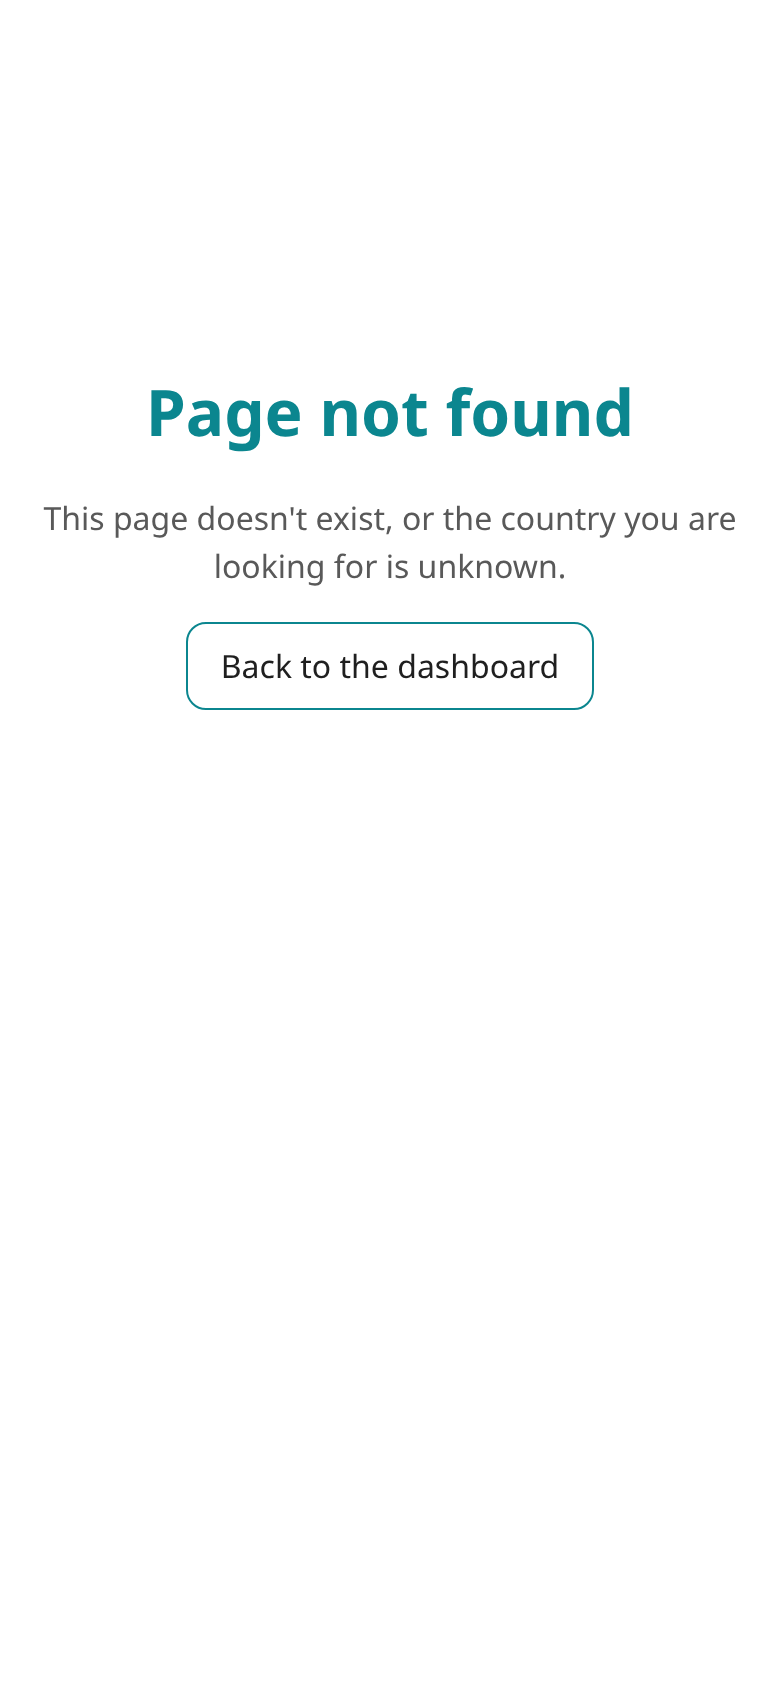 Page not found
This page doesn't exist, or the country you are
looking for is unknown.
Back to the dashboard